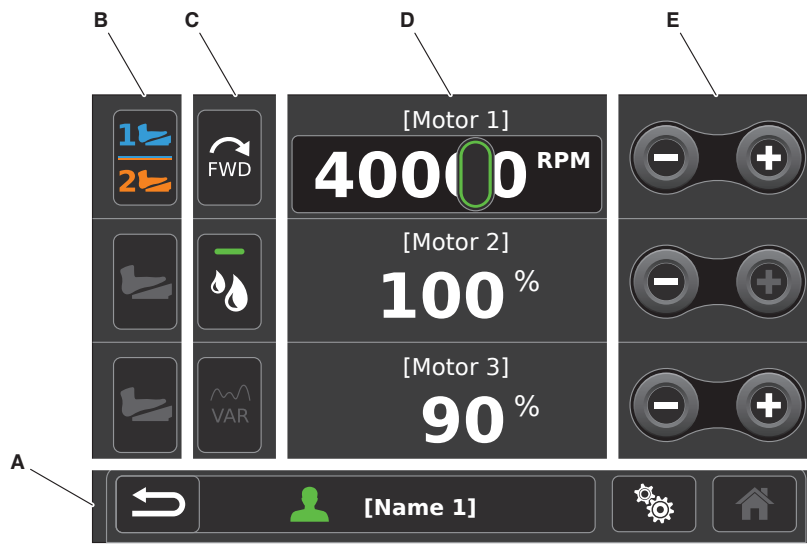 B C D E
[Motor 1]
1
2
FWD
40000 RPM
[Motor 2]
100 %
[Motor 3]
VAR
90 %
A
[Name 1]